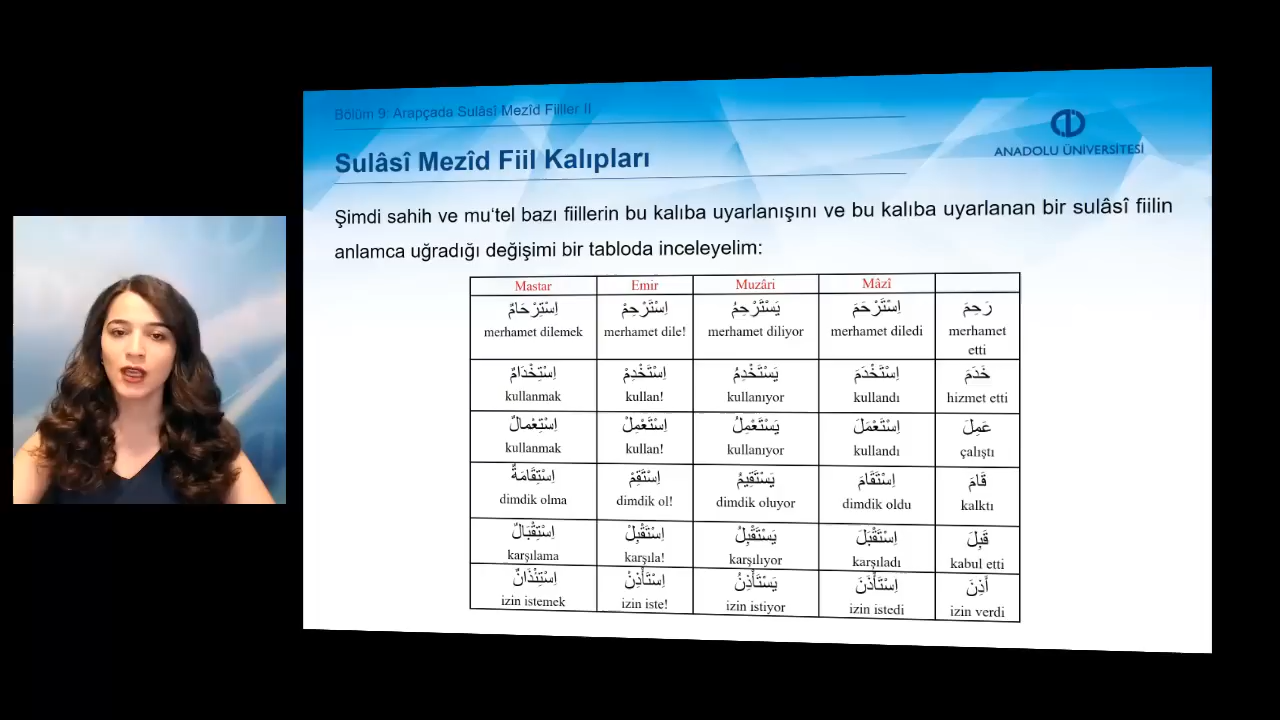 Bölüm 9: Arapçada Sulâsî Mezîd Fiiller II
ANADOLU ÜNİVERSİTESİ
Sulâsî Mezîd Fiil Kalıpları
Şimdi sahih ve mu‘tel bazı fiillerin bu kalıba uyarlanışını ve bu kalıba uyarlanan bir sulâsî fiilin
anlamca uğradığı değişimi bir tabloda inceleyelim:
Mastar Emir Muzâri Mâzî
اِسْتِرْحَامٌ اِسْتَرْحِمْ يَسْتَرْحِمُ اِسْتَرْحَمَ رَحِمَ
merhamet dilemek merhamet dile! merhamet diliyor merhamet diledi merhamet
etti
اِسْتِخْدَامٌ اِسْتَخْدِمْ يَسْتَخْدِمُ اِسْتَخْدَمَ خَدَمَ
kullanmak kullan! kullanıyor kullandı hizmet etti
اِسْتِعْمالٌ اِسْتَعْمِلْ يَسْتَعْمِلُ اِسْتَعْمَلَ عَمِلَ
kullanmak kullan! kullanıyor kullandı çalıştı
اِسْتِقَامَةٌ اِسْتَقِمْ يَسْتَقِيمُ اِسْتَقَامَ قَامَ
dimdik olma dimdik ol! dimdik oluyor dimdik oldu kalktı
اِسْتِقْبَالٌ اِسْتَقْبِلْ يَسْتَقْبِلُ اِسْتَقْبَلَ قَبِلَ
karşılama karşıla! karşılıyor karşıladı kabul etti
اِسْتِئْذَانٌ اِسْتَأْذِنْ يَسْتَأْذِنُ اِسْتَأْذَنَ أَذِنَ
izin istemek izin iste! izin istiyor izin istedi izin verdi